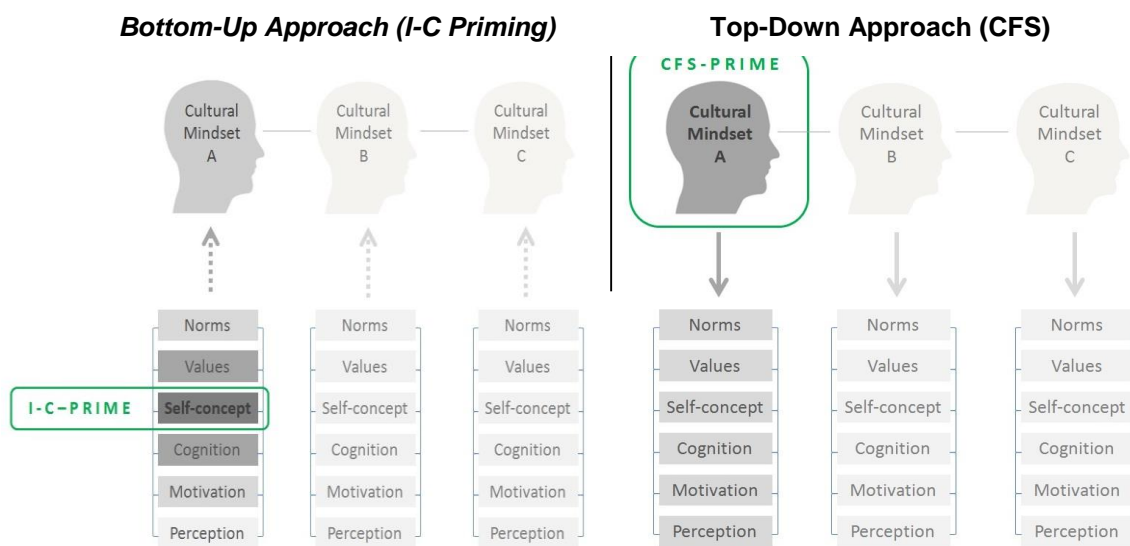 Bottom-Up Approach (I-C Priming)
Top-Down Approach (CFS)
Cultural
Mindset
A
Cultural
Mindset
B
Cultural
Mindset
C
Norms
Values
I-C–PRIME
Self-concept
Cognition
Motivation
Perception
Norms
Values
Self-concept
Cognition
Motivation
Perception
Norms
Values
Self-concept
Cognition
Motivation
Perception
CFS-PRIME
Cultural
Mindset
A
Cultural
Mindset
B
Cultural
Mindset
C
Norms
Values
Self-concept
Cognition
Motivation
Perception
Norms
Values
Self-concept
Cognition
Motivation
Perception
Norms
Values
Self-concept
Cognition
Motivation
Perception